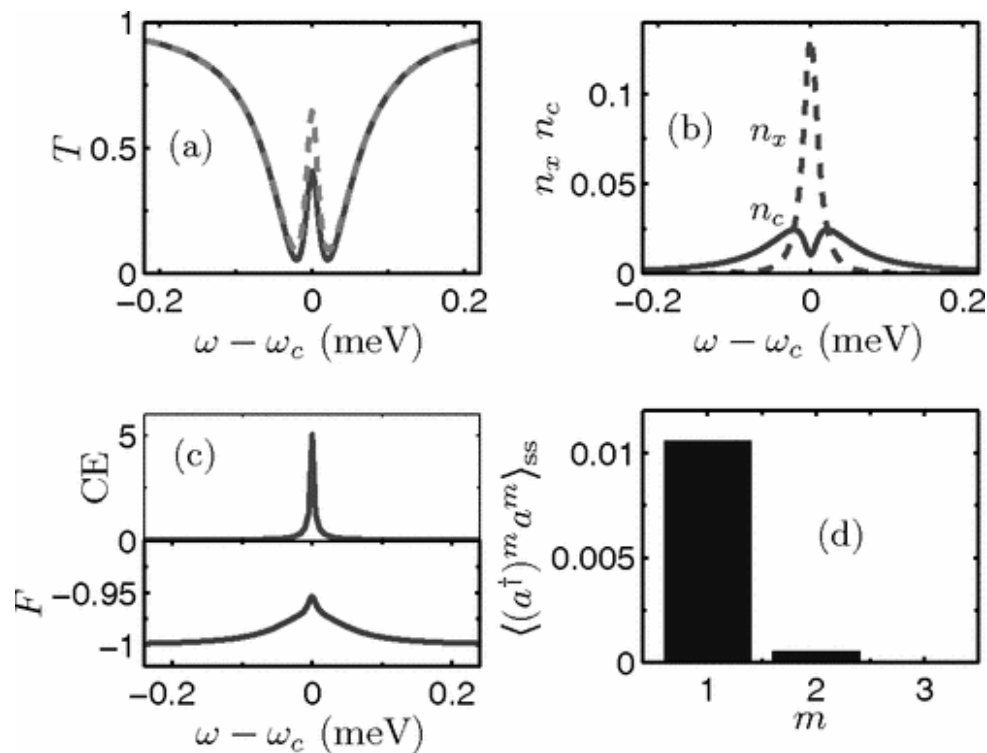 1
0.5
0
T
(a)
−0.2
0
0.2
ω − ω_c (meV)
0.1
0.05
0
n_x n_c
(b)
n_x
n_c
−0.2
0
0.2
ω − ω_c (meV)
5
0
CE
(c)
−0.95
−1
F
−0.2
0
0.2
ω − ω_c (meV)
0.01
0.005
0
⟨(a†)^m a^m⟩_ss
(d)
1
2
3
m